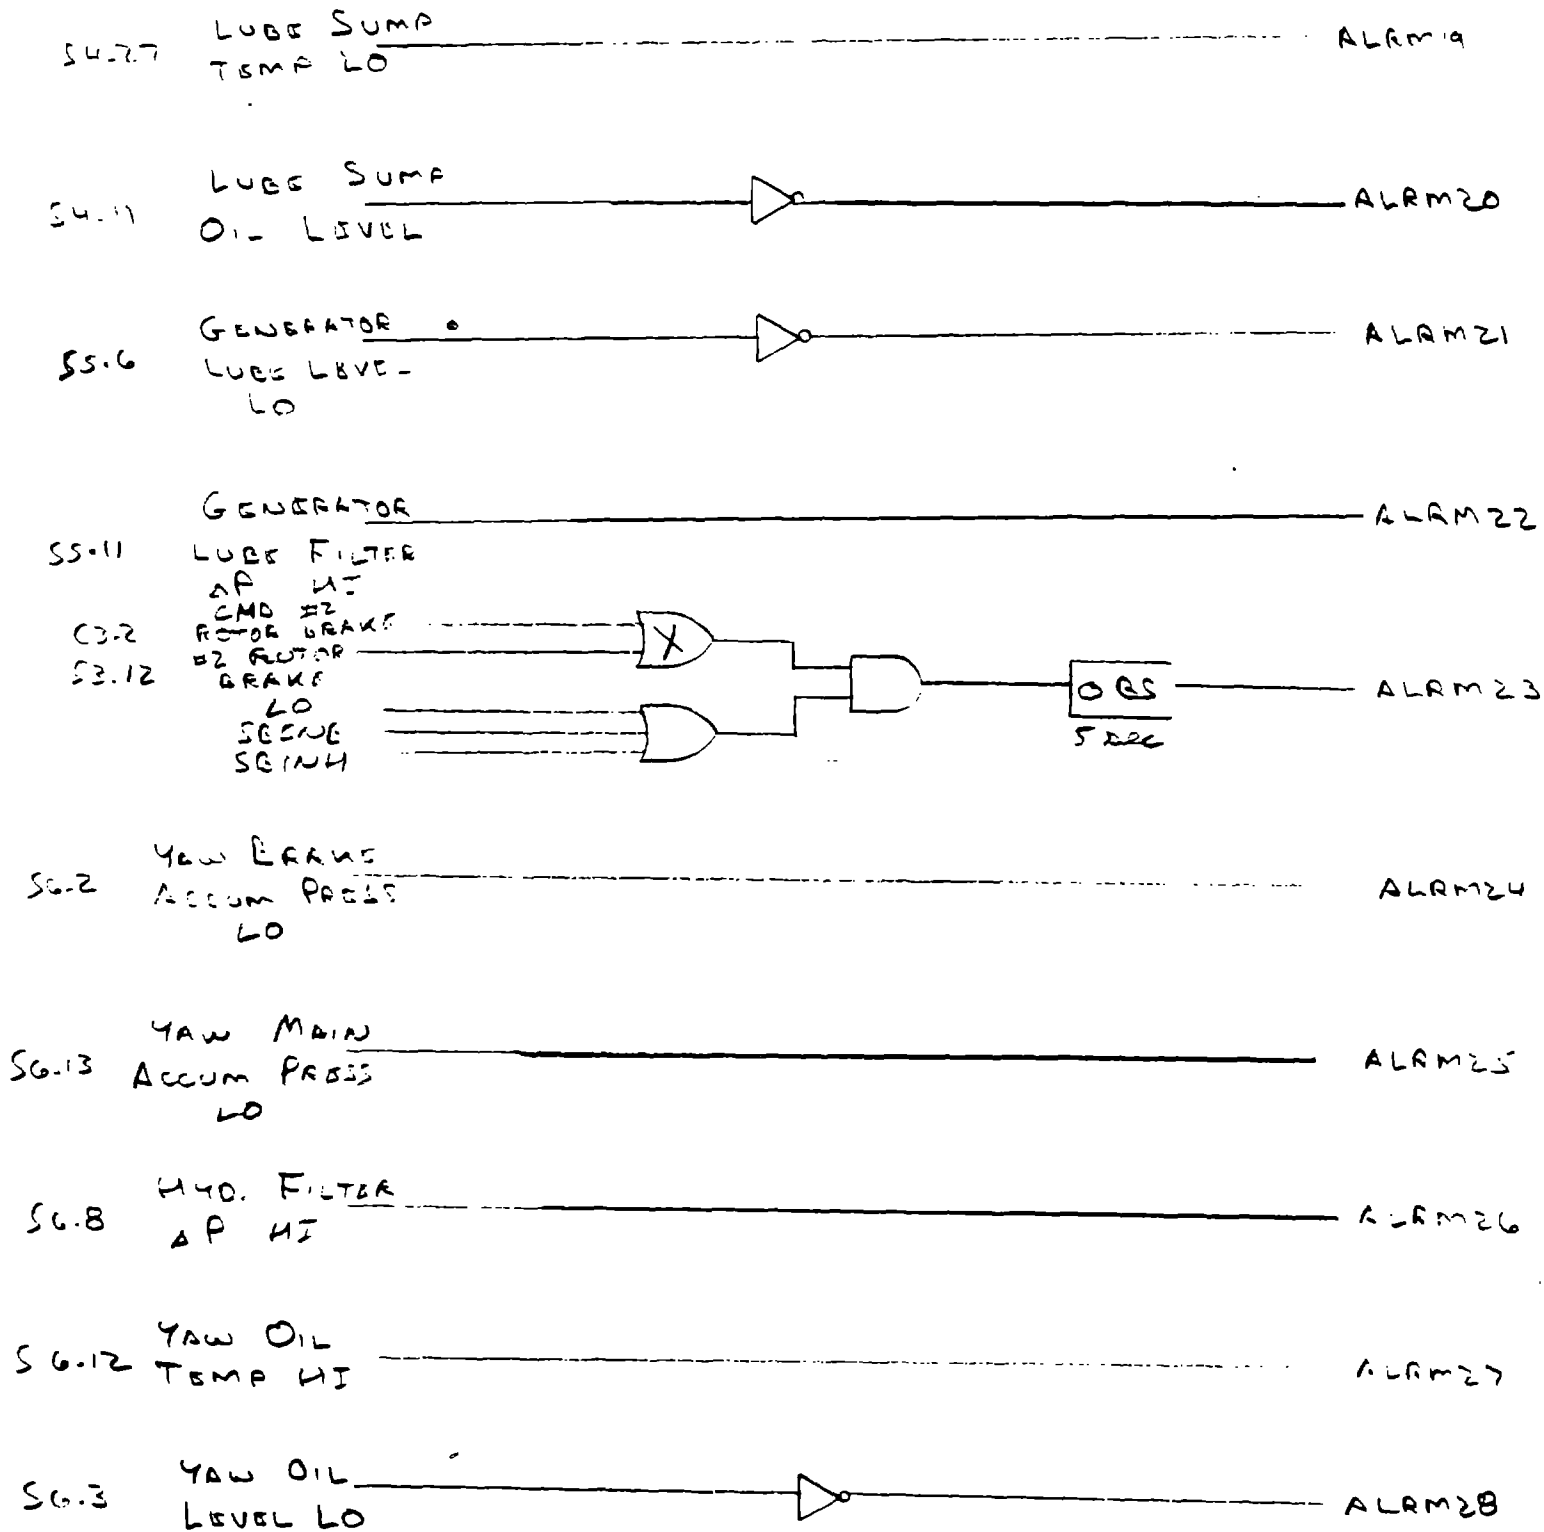 S4.27 LUBE SUMP TEMP LO ALRM19
S4.11 LUBE SUMP OIL LEVEL ALRM20
S5.6 GENERATOR LUBE LEVEL LO ALRM21
S5.11 GENERATOR LUBE FILTER ΔP HI ALRM22
C3.2 CMD #2 ROTOR BRAKE
S3.12 #2 ROTOR BRAKE LO
X
OBS
5 sec
ALRM23
SBINH
S6.2 YAW BRAKE ACCUM PRESS LO ALRM24
S6.13 YAW MAIN ACCUM PRESS LO ALRM25
S6.8 HYD. FILTER ΔP HI ALRM26
S6.12 YAW OIL TEMP HI ALRM27
S6.3 YAW OIL LEVEL LO ALRM28